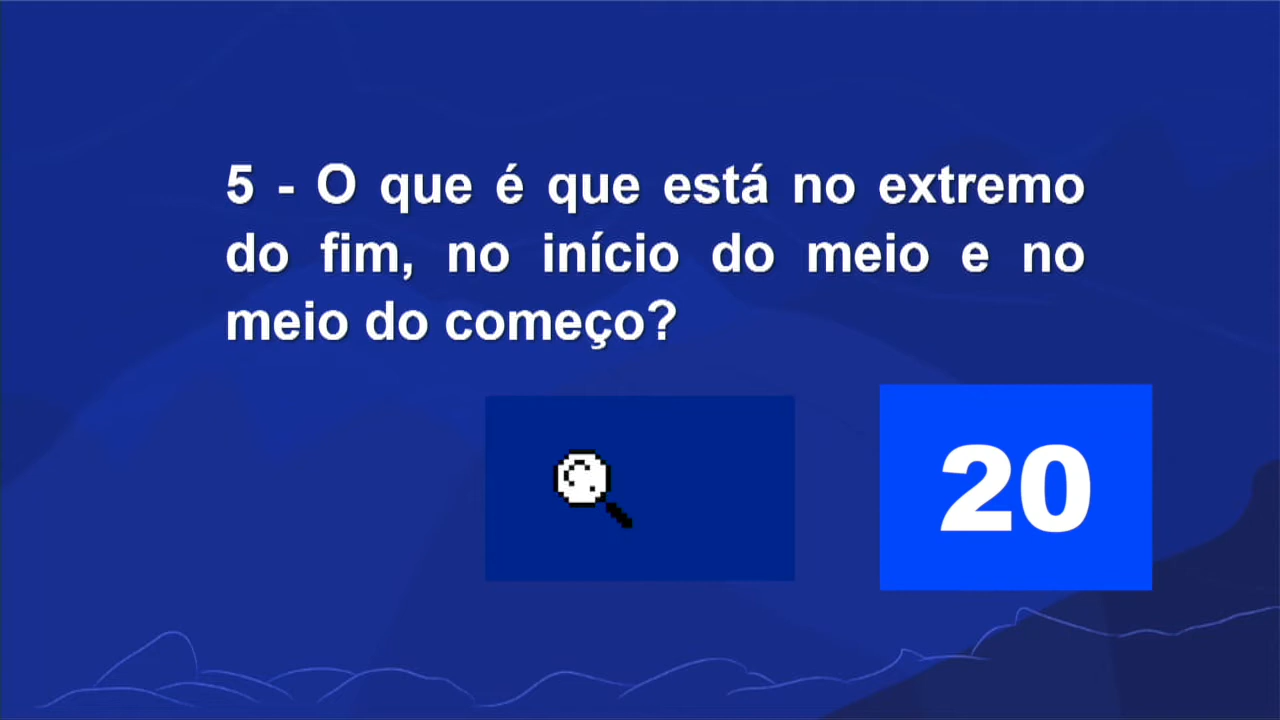 5 - O que é que está no extremo
do fim, no início do meio e no
meio do começo?
20